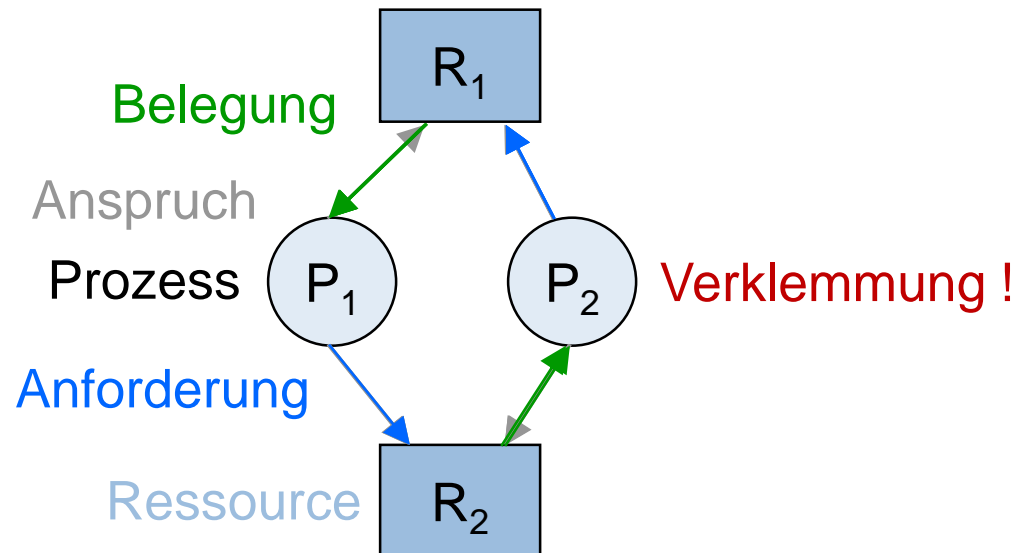 R₁
Belegung
Anspruch
Prozess P₁ P₂ Verklemmung !
Anforderung
Ressource R₂